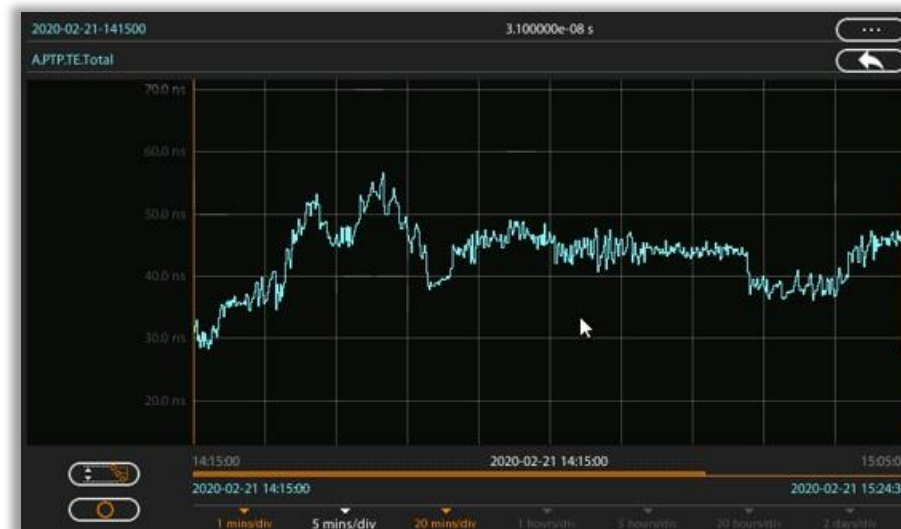 2020-02-21-141500 3.100000e-08 s ...
A.PTP.TE.Total
70.0 ns
60.0 ns
50.0 ns
40.0 ns
30.0 ns
20.0 ns
14:15:00 2020-02-21 14:15:00 15:05:0
2020-02-21 14:15:00 2020-02-21 15:24:3
1 mins/div 5 mins/div 20 mins/div 1 hours/div 5 hours/div 20 hours/div 2 days/div